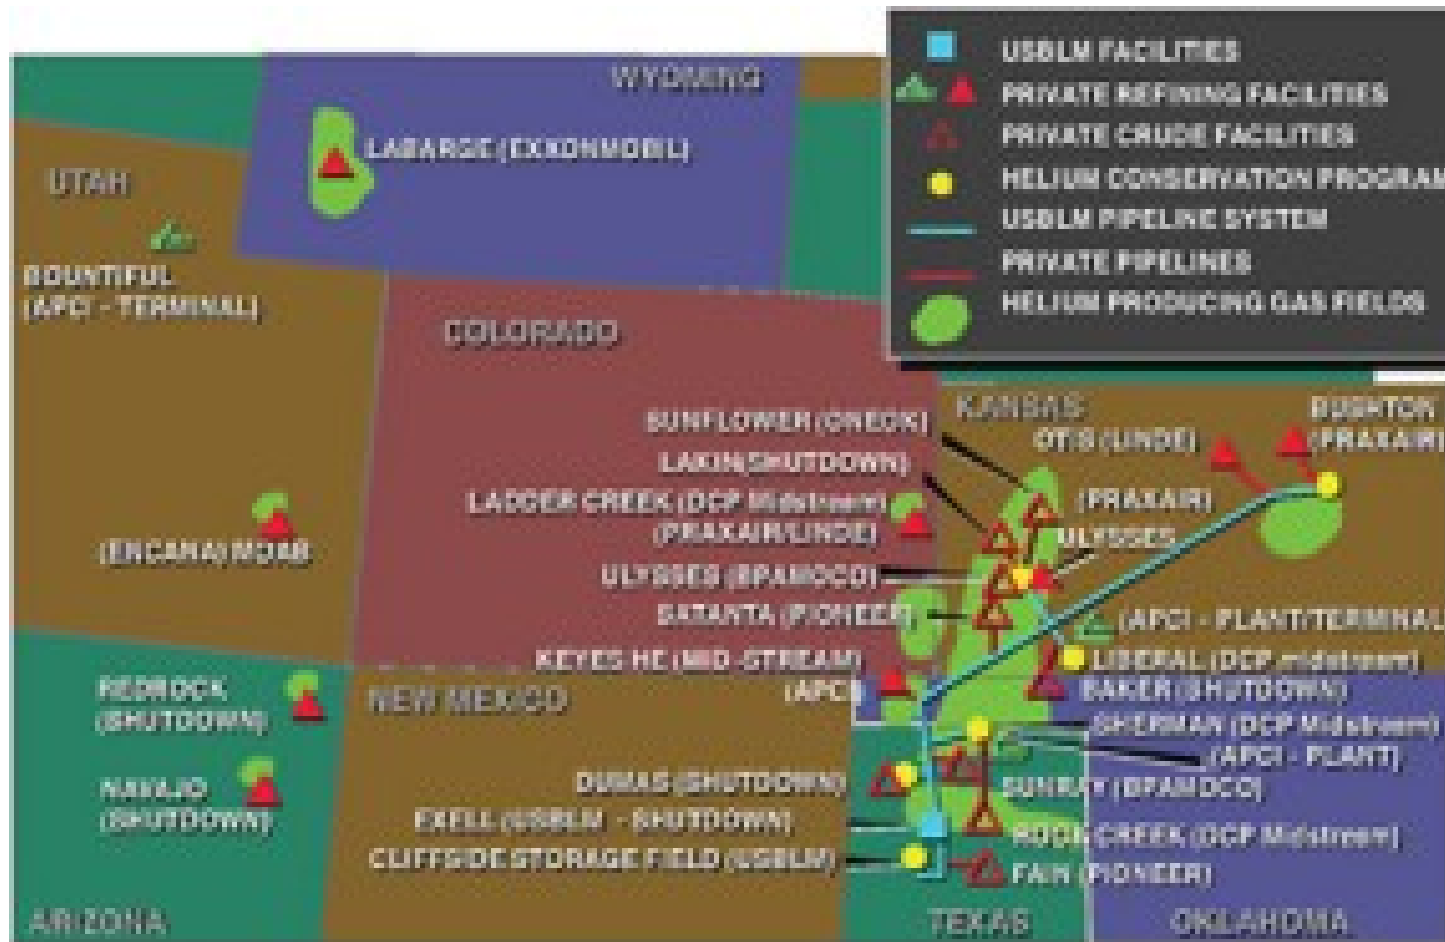 WYOMING
LABARGE (EXXONMOBIL)
UTAH
BOUNTIFUL
(APCI - TERMINAL)
COLORADO
USBLM FACILITIES
PRIVATE REFINING FACILITIES
PRIVATE CRUDE FACILITIES
HELIUM CONSERVATION PROGRAM
USBLM PIPELINE SYSTEM
PRIVATE PIPELINES
HELIUM PRODUCING GAS FIELDS
KANSAS
BUSHTON
(PRAXAIR)
OTIS (LINDE)
SUNFLOWER (ONEOK)
LAKIN(SHUTDOWN)
LADDER CREEK (DCP Midstream)
(PRAXAIR/LINDE)
(PRAXAIR)
ULYSSES
ULYSSES (BPAMOCO)
SATANTA (PIONEER)
(APCI - PLANT/TERMINAL
KEYES HE (MID -STREAM)
(APCI)
LIBERAL (DCP midstream)
BAKER (SHUTDOWN)
(ENCANA) MOAB
REDROCK
(SHUTDOWN)
NEW MEXICO
SHERMAN (DCP Midstream)
(APCI - PLANT)
NAVAJO
(SHUTDOWN)
DUMAS (SHUTDOWN)
SUNRAY (BPAMOCO)
EXELL (USBLM - SHUTDOWN)
ROCK CREEK (DCP Midstream)
CLIFFSIDE STORAGE FIELD (USBLM)
FAIN (PIONEER)
ARIZONA
TEXAS
OKLAHOMA